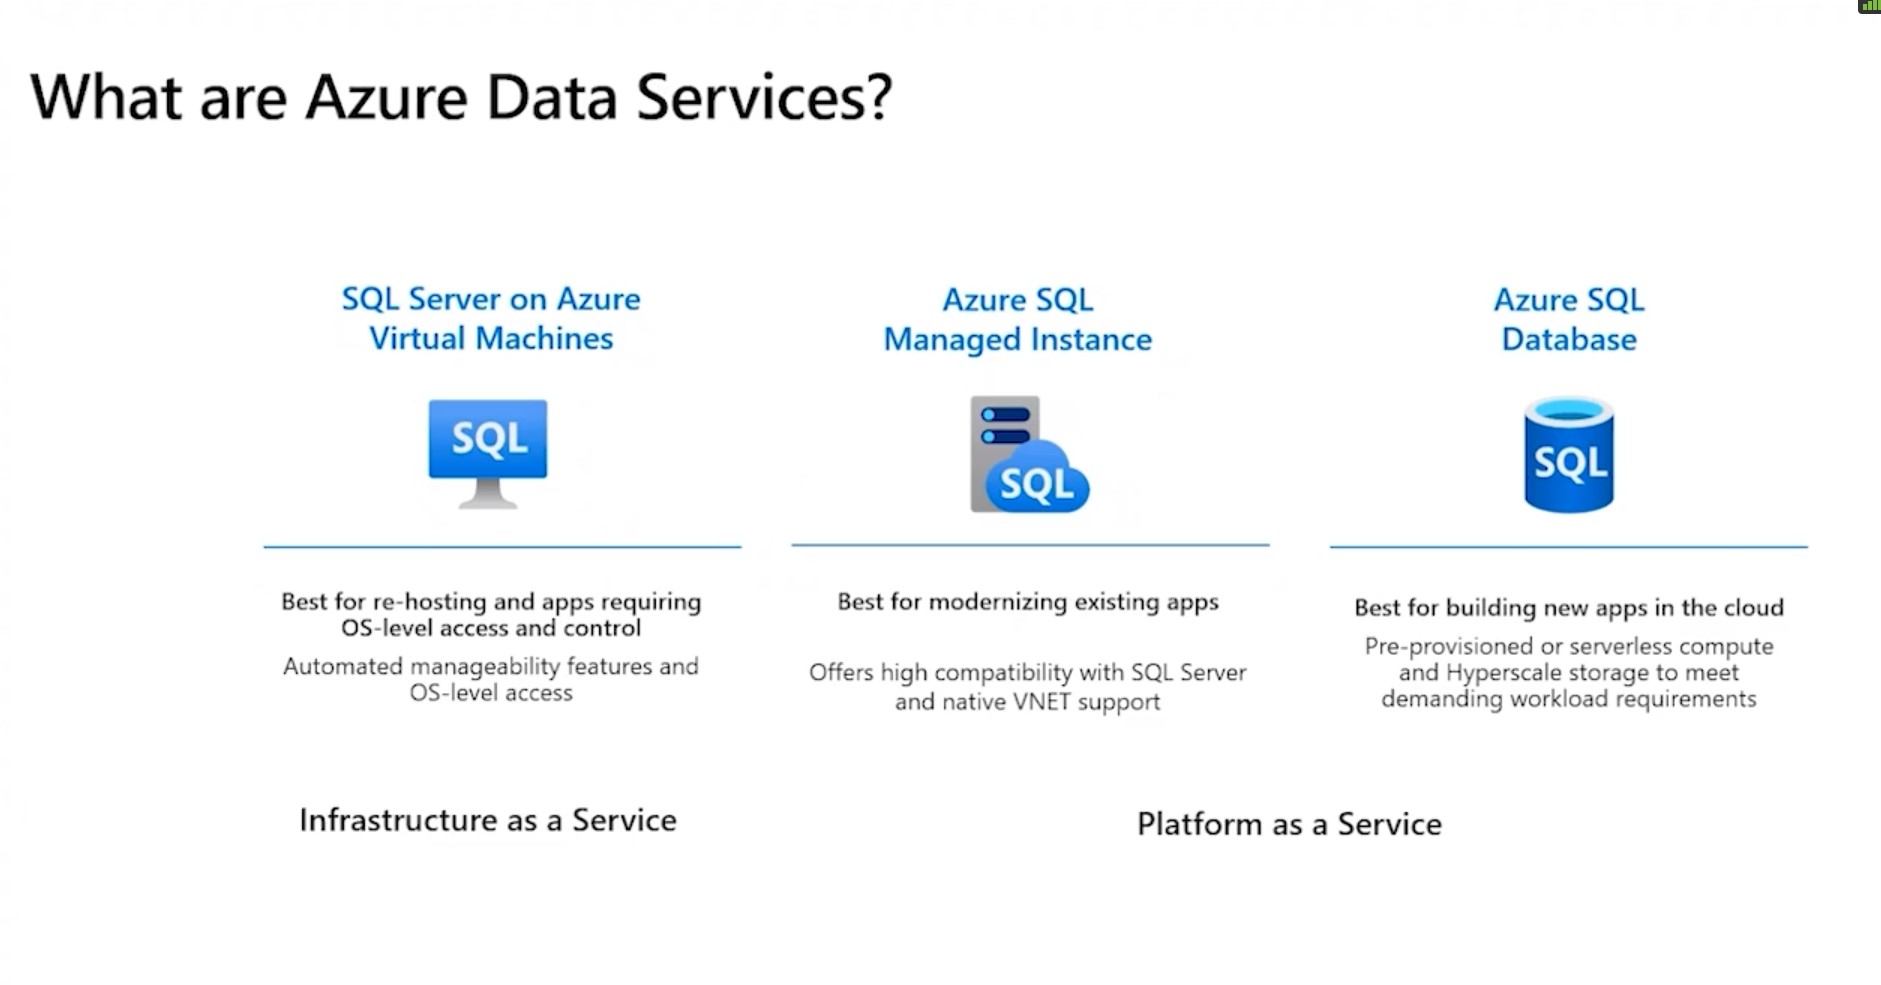 What are Azure Data Services?
SQL Server on Azure
Virtual Machines
SQL
Best for re-hosting and apps requiring
OS-level access and control
Automated manageability features and
OS-level access
Infrastructure as a Service
Azure SQL
Managed Instance
SQL
Best for modernizing existing apps
Offers high compatibility with SQL Server
and native VNET support
Azure SQL
Database
SQL
Best for building new apps in the cloud
Pre-provisioned or serverless compute
and Hyperscale storage to meet
demanding workload requirements
Platform as a Service